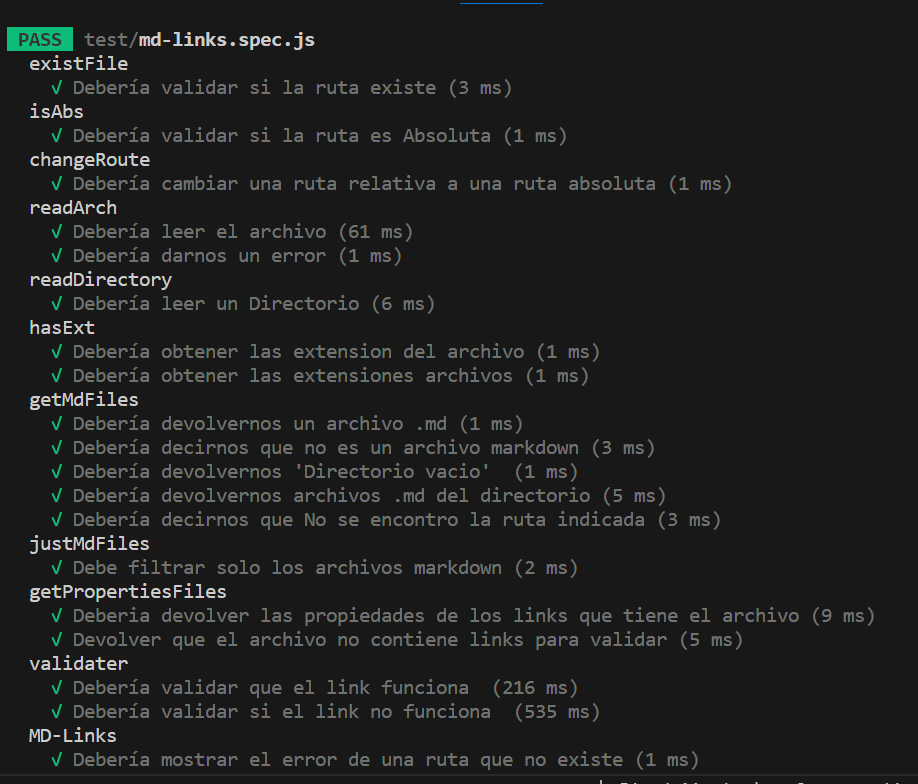 PASS test/md-links.spec.js
existFile
√ Debería validar si la ruta existe (3 ms)
isAbs
√ Debería validar si la ruta es Absoluta (1 ms)
changeRoute
√ Debería cambiar una ruta relativa a una ruta absoluta (1 ms)
readArch
√ Debería leer el archivo (61 ms)
√ Debería darnos un error (1 ms)
readDirectory
√ Debería leer un Directorio (6 ms)
hasExt
√ Debería obtener las extension del archivo (1 ms)
√ Debería obtener las extensiones archivos (1 ms)
getMdFiles
√ Debería devolvernos un archivo .md (1 ms)
√ Debería decirnos que no es un archivo markdown (3 ms)
√ Debería devolvernos 'Directorio vacio'  (1 ms)
√ Debería devolvernos archivos .md del directorio (5 ms)
√ Debería decirnos que No se encontro la ruta indicada (3 ms)
justMdFiles
√ Debe filtrar solo los archivos markdown (2 ms)
getPropertiesFiles
√ Deberia devolver las propiedades de los links que tiene el archivo (9 ms)
√ Devolver que el archivo no contiene links para validar (5 ms)
validater
√ Debería validar que el link funciona  (216 ms)
√ Debería validar si el link no funciona  (535 ms)
MD-Links
√ Debería mostrar el error de una ruta que no existe (1 ms)